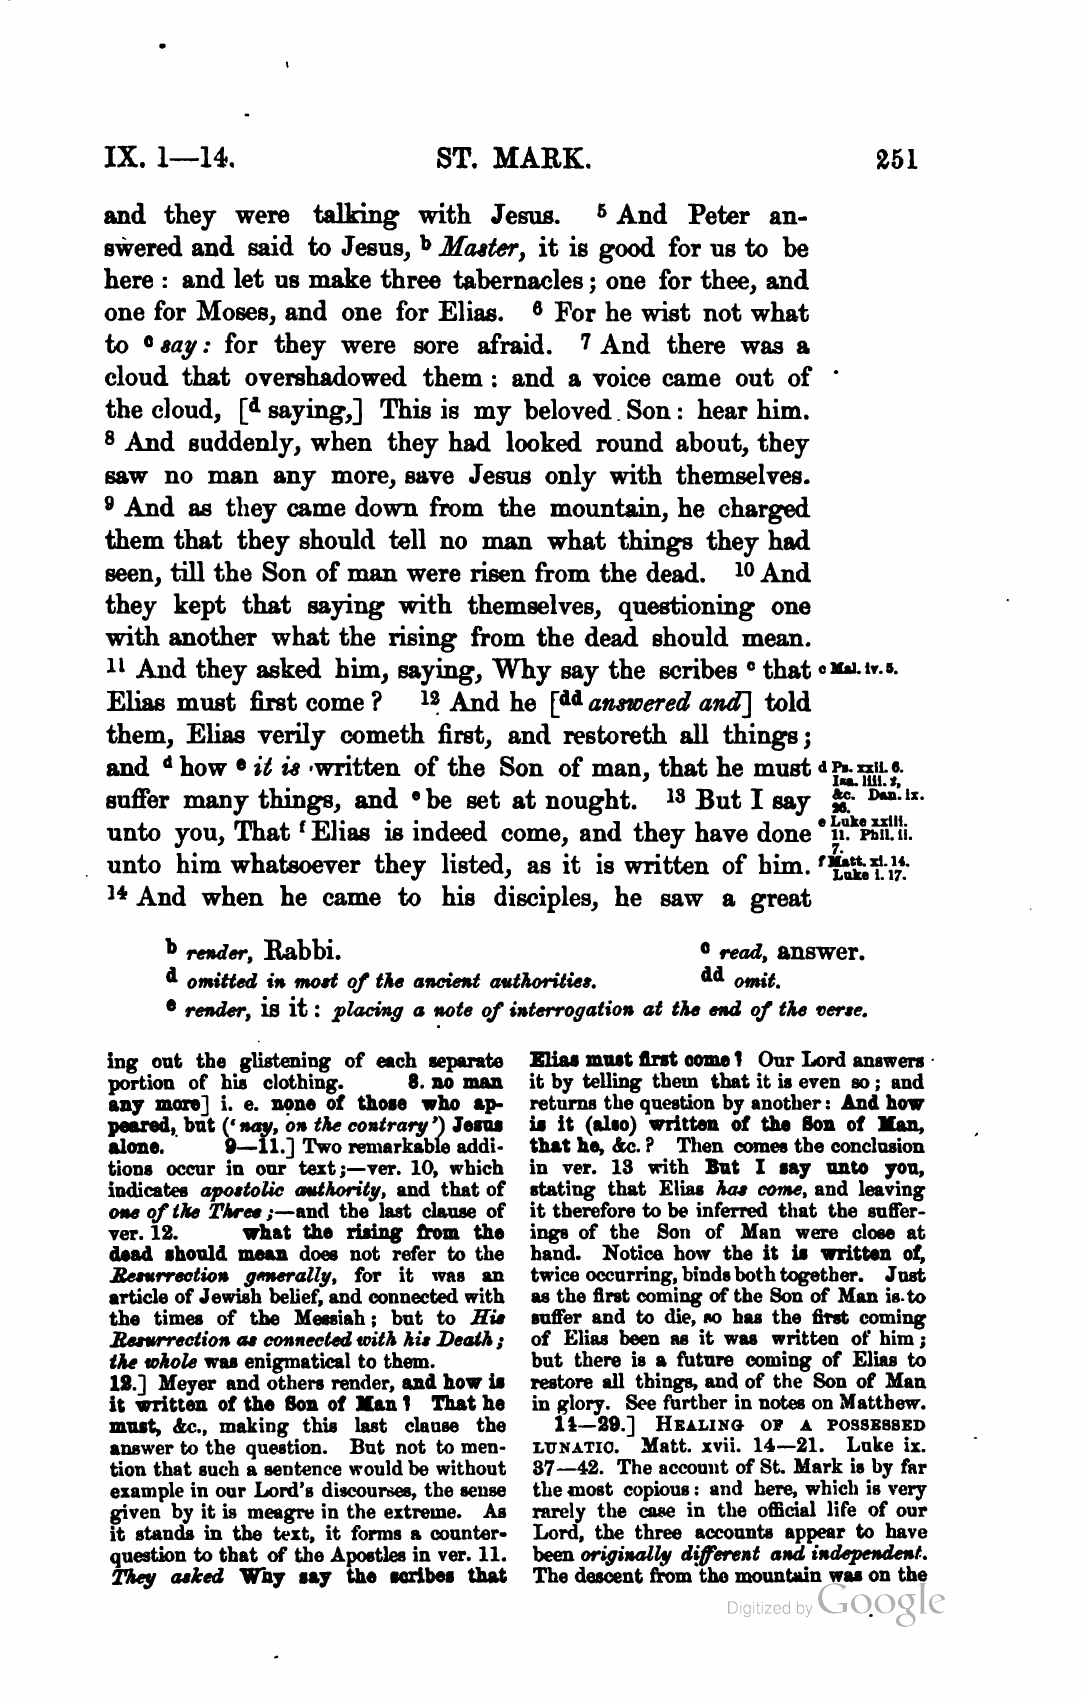 IX. 1—14. ST. MARK. 251
and they were talking with Jesus. 5 And Peter an-
swered and said to Jesus, b Master, it is good for us to be
here : and let us make three tabernacles ; one for thee, and
one for Moses, and one for Elias. 6 For he wist not what
to c say : for they were sore afraid. 7 And there was a
cloud that overshadowed them : and a voice came out of
the cloud, [d saying,] This is my beloved Son : hear him.
8 And suddenly, when they had looked round about, they
saw no man any more, save Jesus only with themselves.
9 And as they came down from the mountain, he charged
them that they should tell no man what things they had
seen, till the Son of man were risen from the dead. 10 And
they kept that saying with themselves, questioning one
with another what the rising from the dead should mean.
11 And they asked him, saying, Why say the scribes c that
Elias must first come ? 12 And he [dd answered and] told
them, Elias verily cometh first, and restoreth all things ;
and d how e it is written of the Son of man, that he must
suffer many things, and e be set at nought. 13 But I say
unto you, That f Elias is indeed come, and they have done
unto him whatsoever they listed, as it is written of him.
14 And when he came to his disciples, he saw a great
c Mal. iv. 5.
d Ps. xxii. 6.
Isa. liii. 2,
&c. Dan. ix.
26.
e Luke xxiii.
11. Phil. ii.
7.
f Matt. xi. 14.
Luke i. 17.
b render, Rabbi. c read, answer.
d omitted in most of the ancient authorities. dd omit.
e render, is it : placing a note of interrogation at the end of the verse.
ing out the glistening of each separate
portion of his clothing. 8. no man
any more] i. e. none of those who ap-
peared, but ('nay, on the contrary') Jesus
alone. 9—11.] Two remarkable addi-
tions occur in our text ;—ver. 10, which
indicates apostolic authority, and that of
one of the Three ;—and the last clause of
ver. 12. what the rising from the
dead should mean does not refer to the
Resurrection generally, for it was an
article of Jewish belief, and connected with
the times of the Messiah ; but to His
Resurrection as connected with his Death ;
the whole was enigmatical to them.
12.] Meyer and others render, and how is
it written of the Son of Man ? That he
must, &c., making this last clause the
answer to the question. But not to men-
tion that such a sentence would be without
example in our Lord's discourses, the sense
given by it is meagre in the extreme. As
it stands in the text, it forms a counter-
question to that of the Apostles in ver. 11.
They asked Why say the scribes that
Elias must first come ? Our Lord answers
it by telling them that it is even so ; and
returns the question by another : And how
is it (also) written of the Son of Man,
that he, &c. ? Then comes the conclusion
in ver. 13 with But I say unto you,
stating that Elias has come, and leaving
it therefore to be inferred that the suffer-
ings of the Son of Man were close at
hand. Notice how the it is written of,
twice occurring, binds both together. Just
as the first coming of the Son of Man is to
suffer and to die, so has the first coming
of Elias been as it was written of him ;
but there is a future coming of Elias to
restore all things, and of the Son of Man
in glory. See further in notes on Matthew.
14—29.] HEALING OF A POSSESSED
LUNATIC. Matt. xvii. 14—21. Luke ix.
37—42. The account of St. Mark is by far
the most copious : and here, which is very
rarely the case in the official life of our
Lord, the three accounts appear to have
been originally different and independent.
The descent from the mountain was on the
Digitized by Google